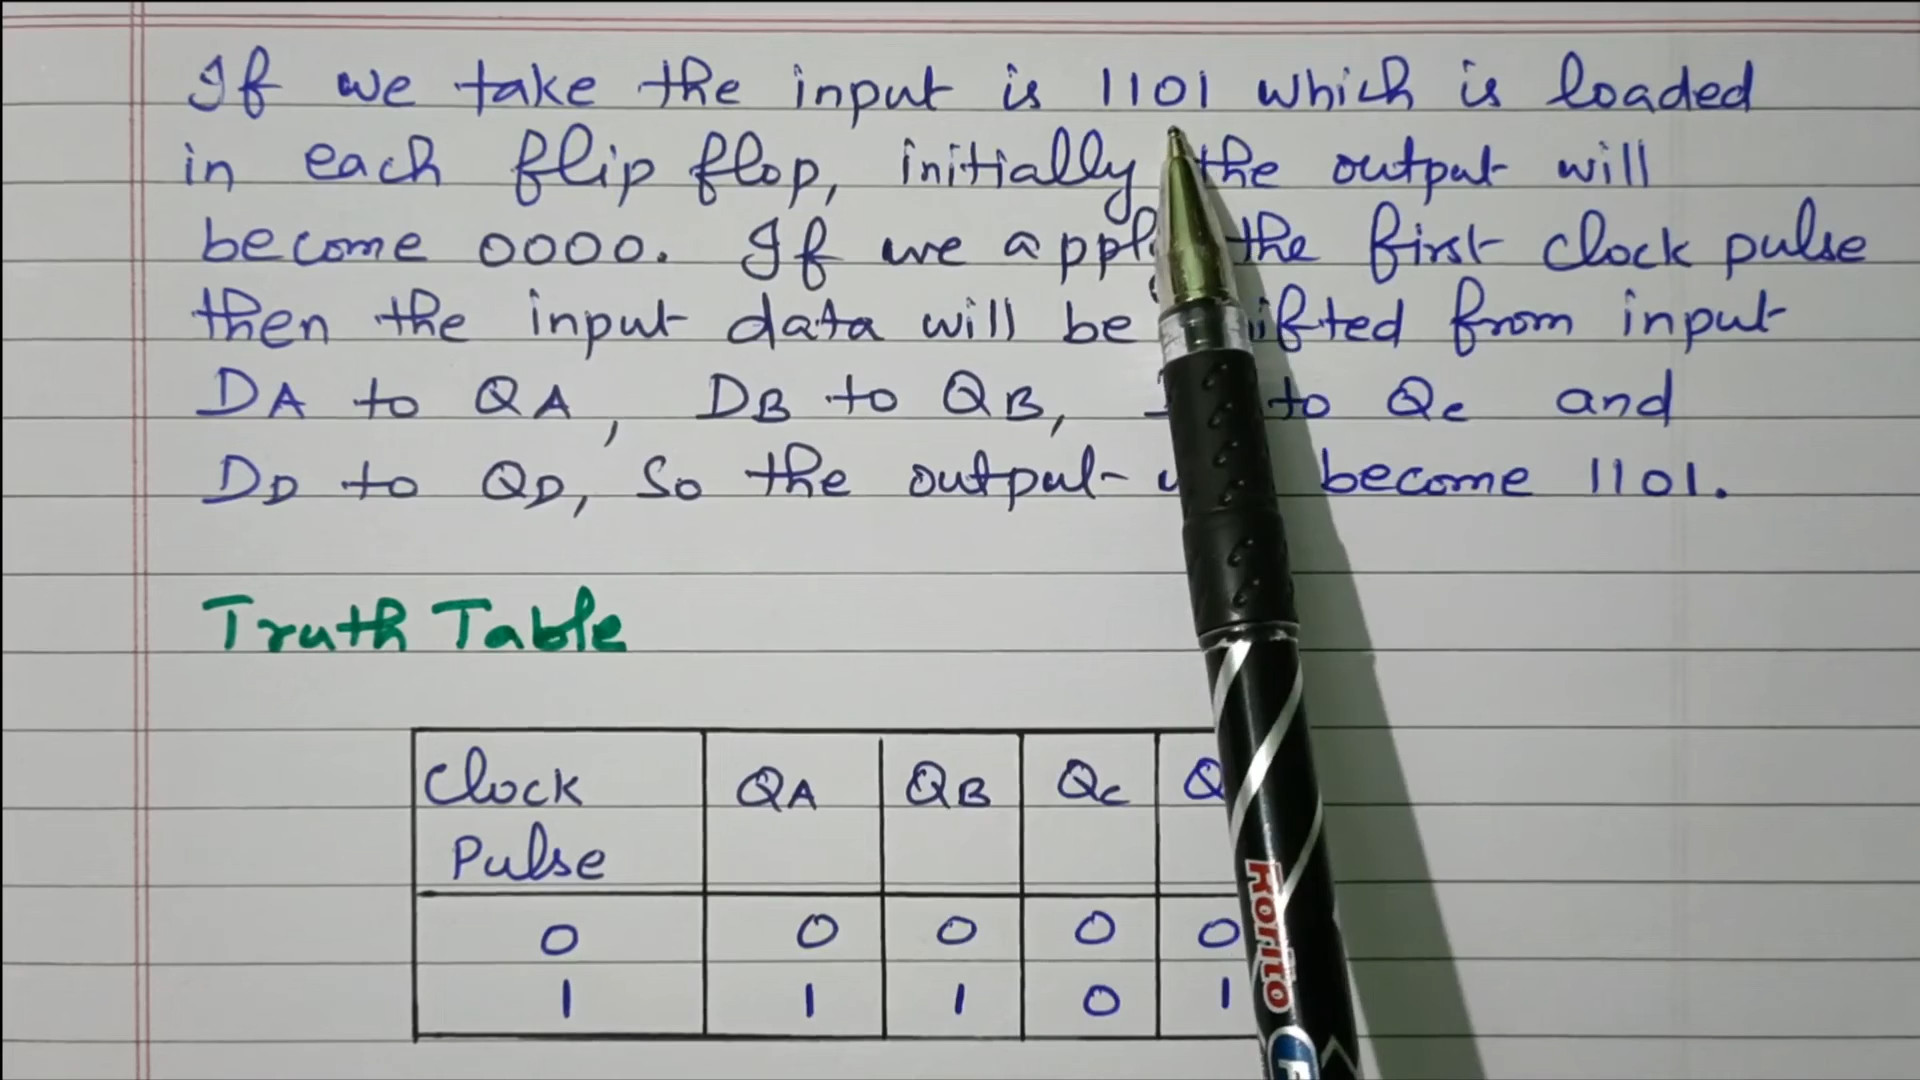 If we take the input is 1101 which is loaded
in each flip flop, initially the output will
become 0000. If we the first clock pulse
then the input data will be from input
DA to QA, DB to QB, to QC and
DD to QD, So the output become 1101.
Truth Table
Clock Pulse QA QB QC
0 0 0 0 0
1 1 1 0 1
Rorito